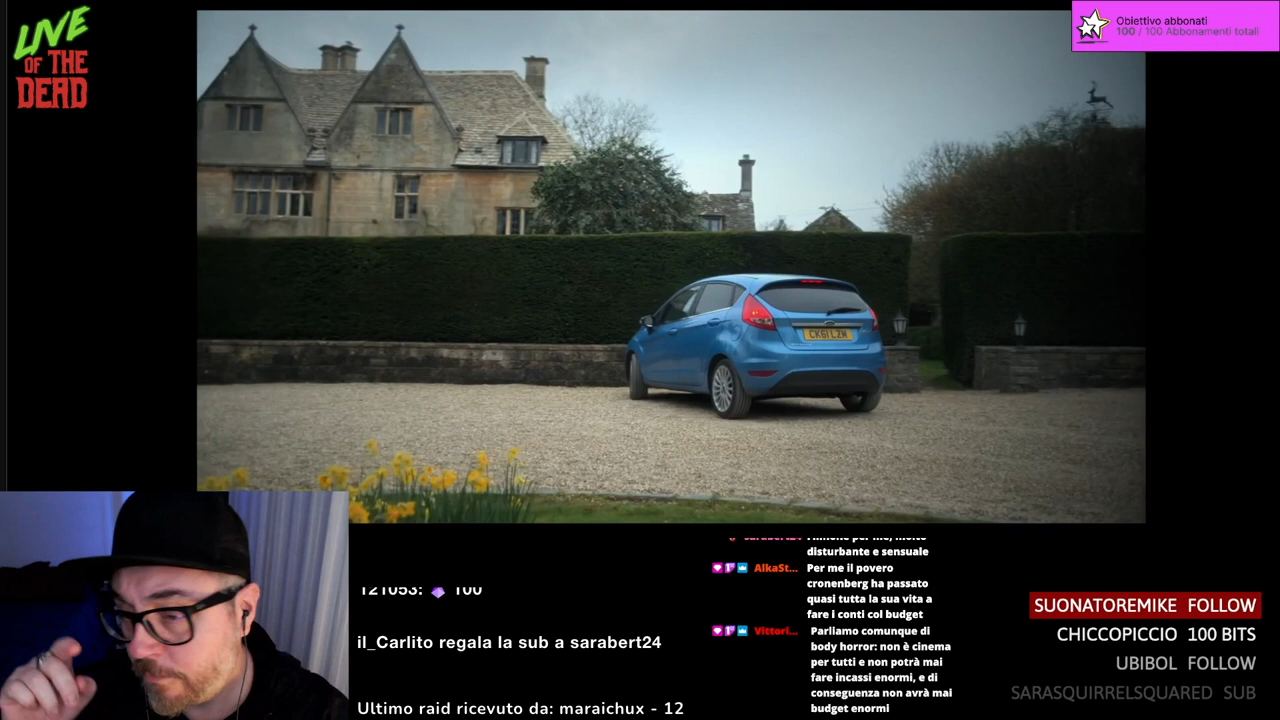 LIVE
OF THE
DEAD
Obiettivo abbonati
100 / 100 Abbonamenti totali
CK61 LZW
121053: 100
il_Carlito regala la sub a sarabert24
Ultimo raid ricevuto da: maraichux - 12
sarabert24
disturbante e sensuale
AlkaSt... Per me il povero
cronenberg ha passato
quasi tutta la sua vita a
fare i conti col budget
Vittori... Parliamo comunque di
body horror: non è cinema
per tutti e non potrà mai
fare incassi enormi, e di
conseguenza non avrà mai
budget enormi
SUONATOREMIKE FOLLOW
CHICCOPICCIO 100 BITS
UBIBOL FOLLOW
SARASQUIRRELSQUARED SUB